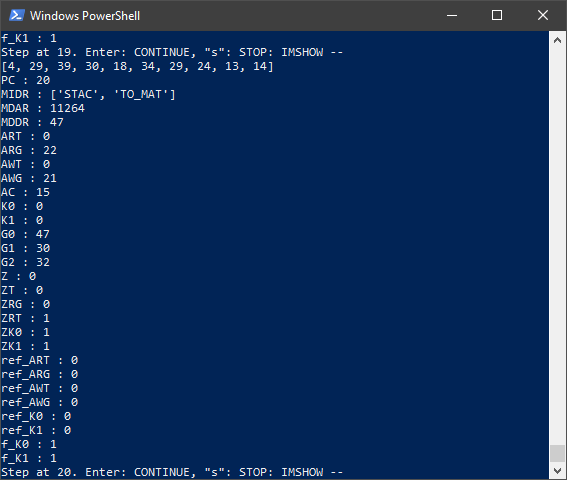 Windows PowerShell
f_K1 : 1
Step at 19. Enter: CONTINUE, "s": STOP: IMSHOW --
[4, 29, 39, 30, 18, 34, 29, 24, 13, 14]
PC : 20
MIDR : ['STAC', 'TO_MAT']
MDAR : 11264
MDDR : 47
ART : 0
ARG : 22
AWT : 0
AWG : 21
AC : 15
K0 : 0
K1 : 0
G0 : 47
G1 : 30
G2 : 32
Z : 0
ZT : 0
ZRG : 0
ZRT : 1
ZK0 : 1
ZK1 : 1
ref_ART : 0
ref_ARG : 0
ref_AWT : 0
ref_AWG : 0
ref_K0 : 0
ref_K1 : 0
f_K0 : 1
f_K1 : 1
Step at 20. Enter: CONTINUE, "s": STOP: IMSHOW --